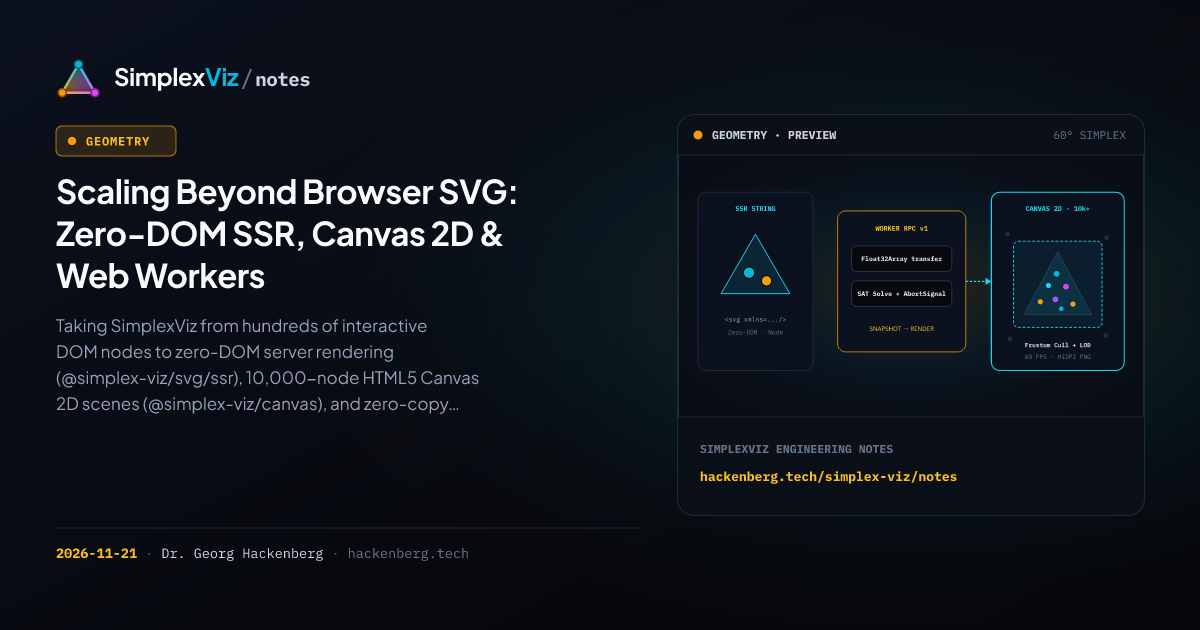 SimplexViz/notes
GEOMETRY
Scaling Beyond Browser SVG:
Zero-DOM SSR, Canvas 2D &
Web Workers
Taking SimplexViz from hundreds of interactive
DOM nodes to zero-DOM server rendering
(@simplex-viz/svg/ssr), 10,000–node HTML5 Canvas
2D scenes (@simplex-viz/canvas), and zero-copy…
2026-11-21 · Dr. Georg Hackenberg · hackenberg.tech
GEOMETRY · PREVIEW
60° SIMPLEX
SSR STRING
<svg xmlns=.../>
Zero-DOM · Node
WORKER RPC v1
Float32Array transfer
SAT Solve + AbortSignal
SNAPSHOT → RENDER
CANVAS 2D · 10k+
Frustum Cull + LOD
60 FPS · HiDPI PNG
SIMPLEXVIZ ENGINEERING NOTES
hackenberg.tech/simplex-viz/notes